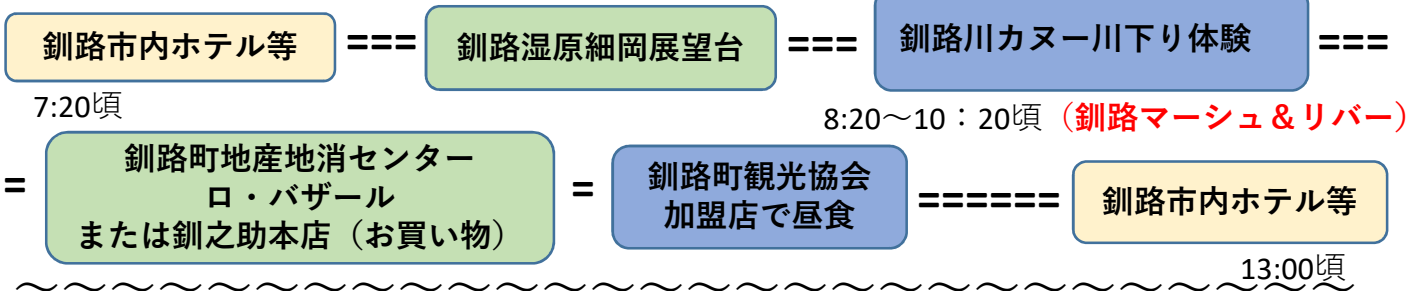 釧路市内ホテル等 === 釧路湿原細岡展望台 === 釧路川カヌー川下り体験 ===
7:20頃
8:20～10：20頃（釧路マーシュ＆リバー）
= 釧路町地産地消センター
ロ・バザール
または釧之助本店（お買い物）
= 釧路町観光協会
加盟店で昼食
====== 釧路市内ホテル等
13:00頃
～～～～～～～～～～～～～～～～～～～～～～～～～～～～